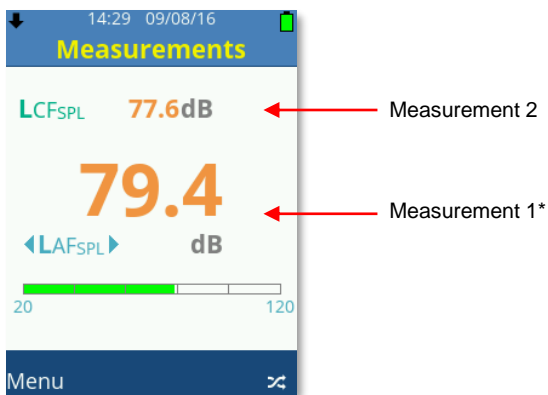 14:29 09/08/16
Measurements
LCFSPL 77.6dB
Measurement 2
79.4
Measurement 1*
LAFSPL dB
20 120
Menu